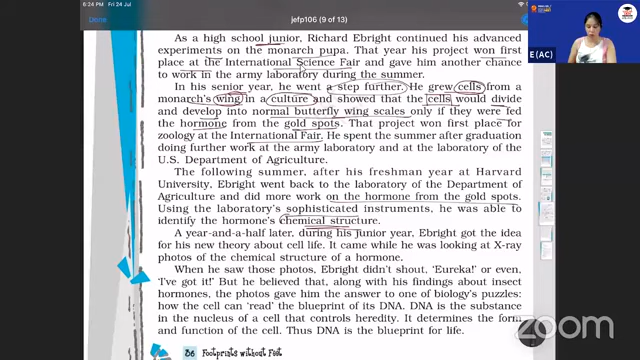 6:24 PM Fri 24 Jul
Done
jefp106 (9 of 13)
As a high school junior, Richard Ebright continued his advanced
experiments on the monarch pupa. That year his project won first
place at the International Science Fair and gave him another chance
to work in the army laboratory during the summer.
In his senior year, he went a step further. He grew cells from a
monarch's wing in a culture and showed that the cells would divide
and develop into normal butterfly wing scales only if they were fed
the hormone from the gold spots. That project won first place for
zoology at the International Fair. He spent the summer after graduation
doing further work at the army laboratory and at the laboratory of the
U.S. Department of Agriculture.
The following summer, after his freshman year at Harvard
University, Ebright went back to the laboratory of the Department of
Agriculture and did more work on the hormone from the gold spots.
Using the laboratory's sophisticated instruments, he was able to
identify the hormone's chemical structure.
A year-and-a-half later, during his junior year, Ebright got the idea
for his new theory about cell life. It came while he was looking at X-ray
photos of the chemical structure of a hormone.
When he saw those photos, Ebright didn't shout, 'Eureka!' or even,
'I've got it!' But he believed that, along with his findings about insect
hormones, the photos gave him the answer to one of biology's puzzles:
how the cell can 'read' the blueprint of its DNA. DNA is the substance
in the nucleus of a cell that controls heredity. It determines the form
and function of the cell. Thus DNA is the blueprint for life.
36 Footprints without Feet
E (AC)
zoom